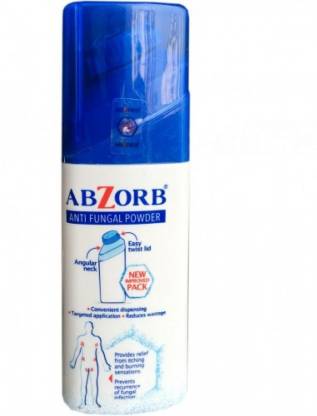 ABZORB®
ANTI FUNGAL POWDER
Easy
twist lid
Angular
neck
NEW
IMPROVED
PACK
• Convenient dispensing
• Targeted application • Reduces wastage
Provides relief
from itching
and burning
sensations
Prevents
recurrence
of fungal
infection